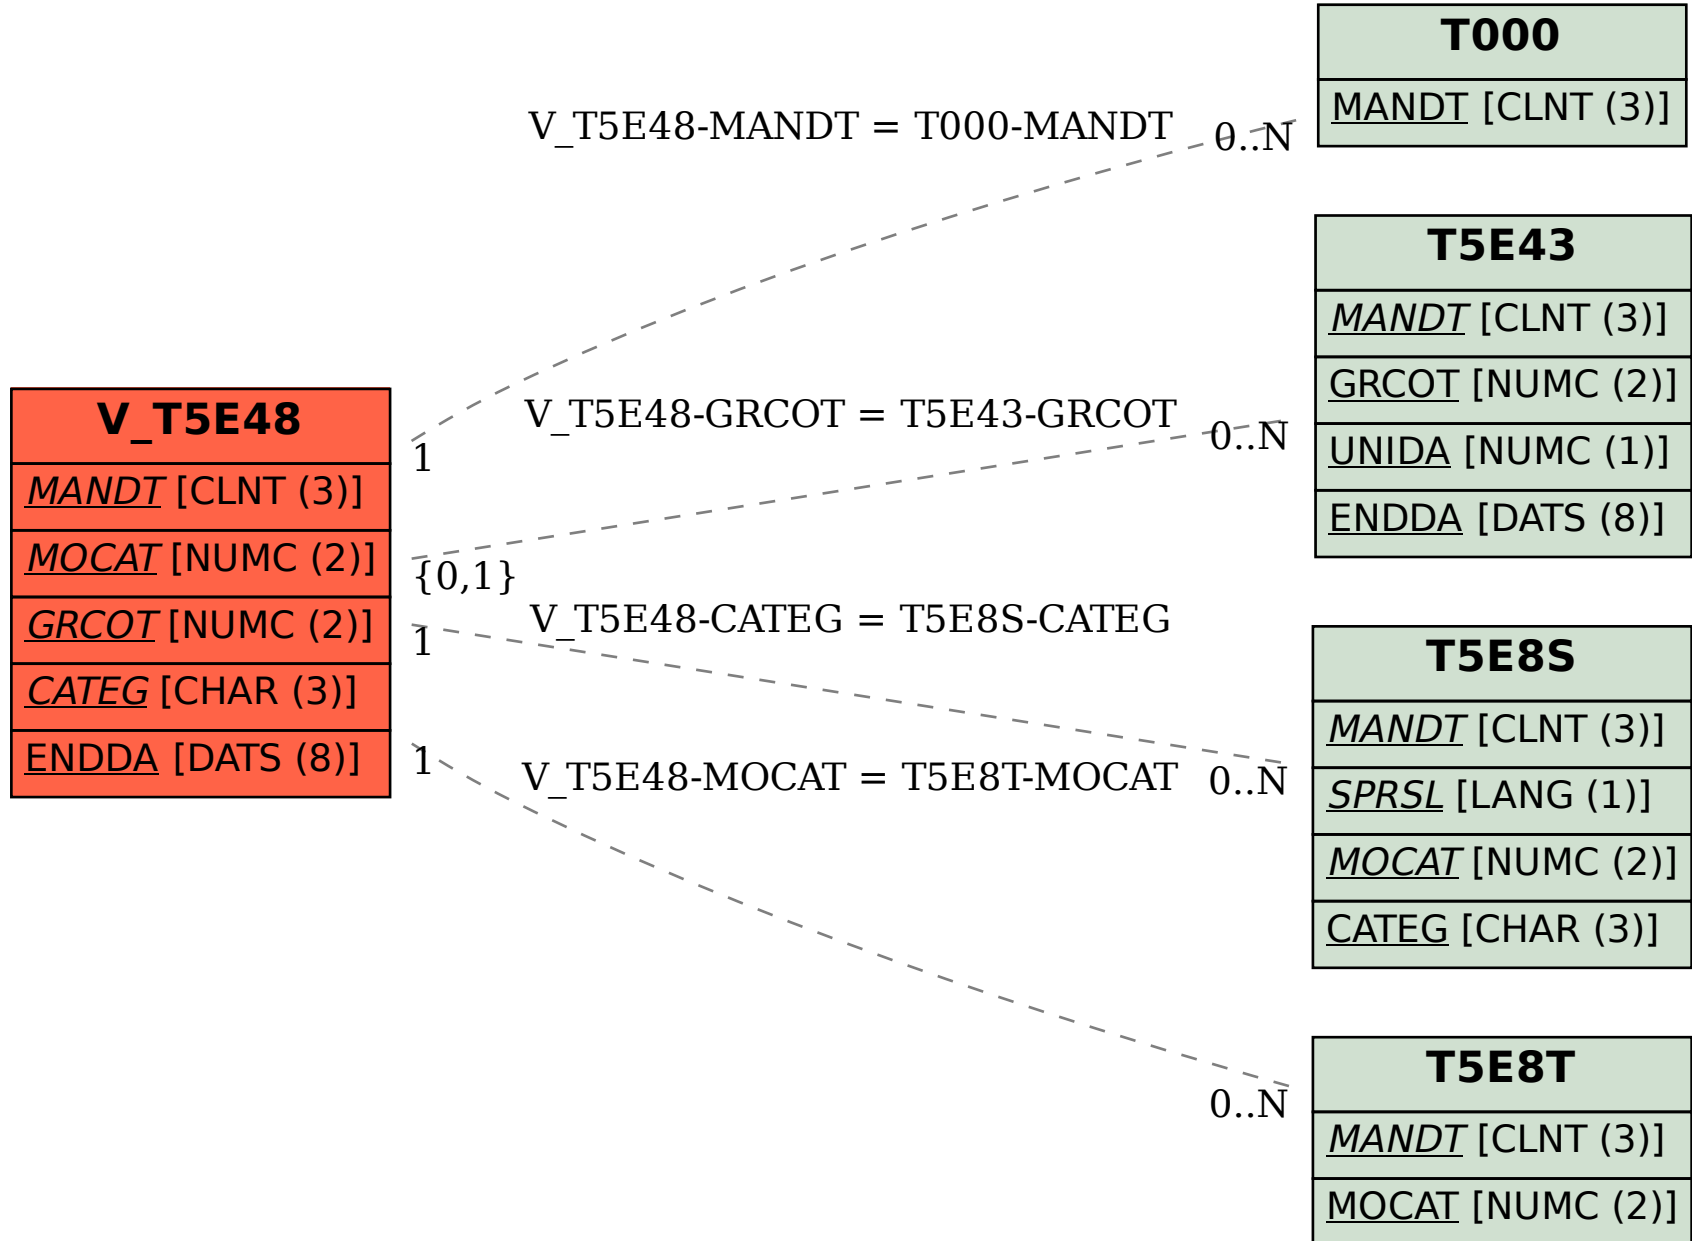 V_T5E48
MANDT [CLNT (3)]
MOCAT [NUMC (2)]
GRCOT [NUMC (2)]
CATEG [CHAR (3)]
ENDDA [DATS (8)]
V_T5E48-MANDT = T000-MANDT
1
0..N
V_T5E48-GRCOT = T5E43-GRCOT
{0,1}
0..N
V_T5E48-CATEG = T5E8S-CATEG
1
0..N
V_T5E48-MOCAT = T5E8T-MOCAT
1
0..N
T000
MANDT [CLNT (3)]
T5E43
MANDT [CLNT (3)]
GRCOT [NUMC (2)]
UNIDA [NUMC (1)]
ENDDA [DATS (8)]
T5E8S
MANDT [CLNT (3)]
SPRSL [LANG (1)]
MOCAT [NUMC (2)]
CATEG [CHAR (3)]
T5E8T
MANDT [CLNT (3)]
MOCAT [NUMC (2)]